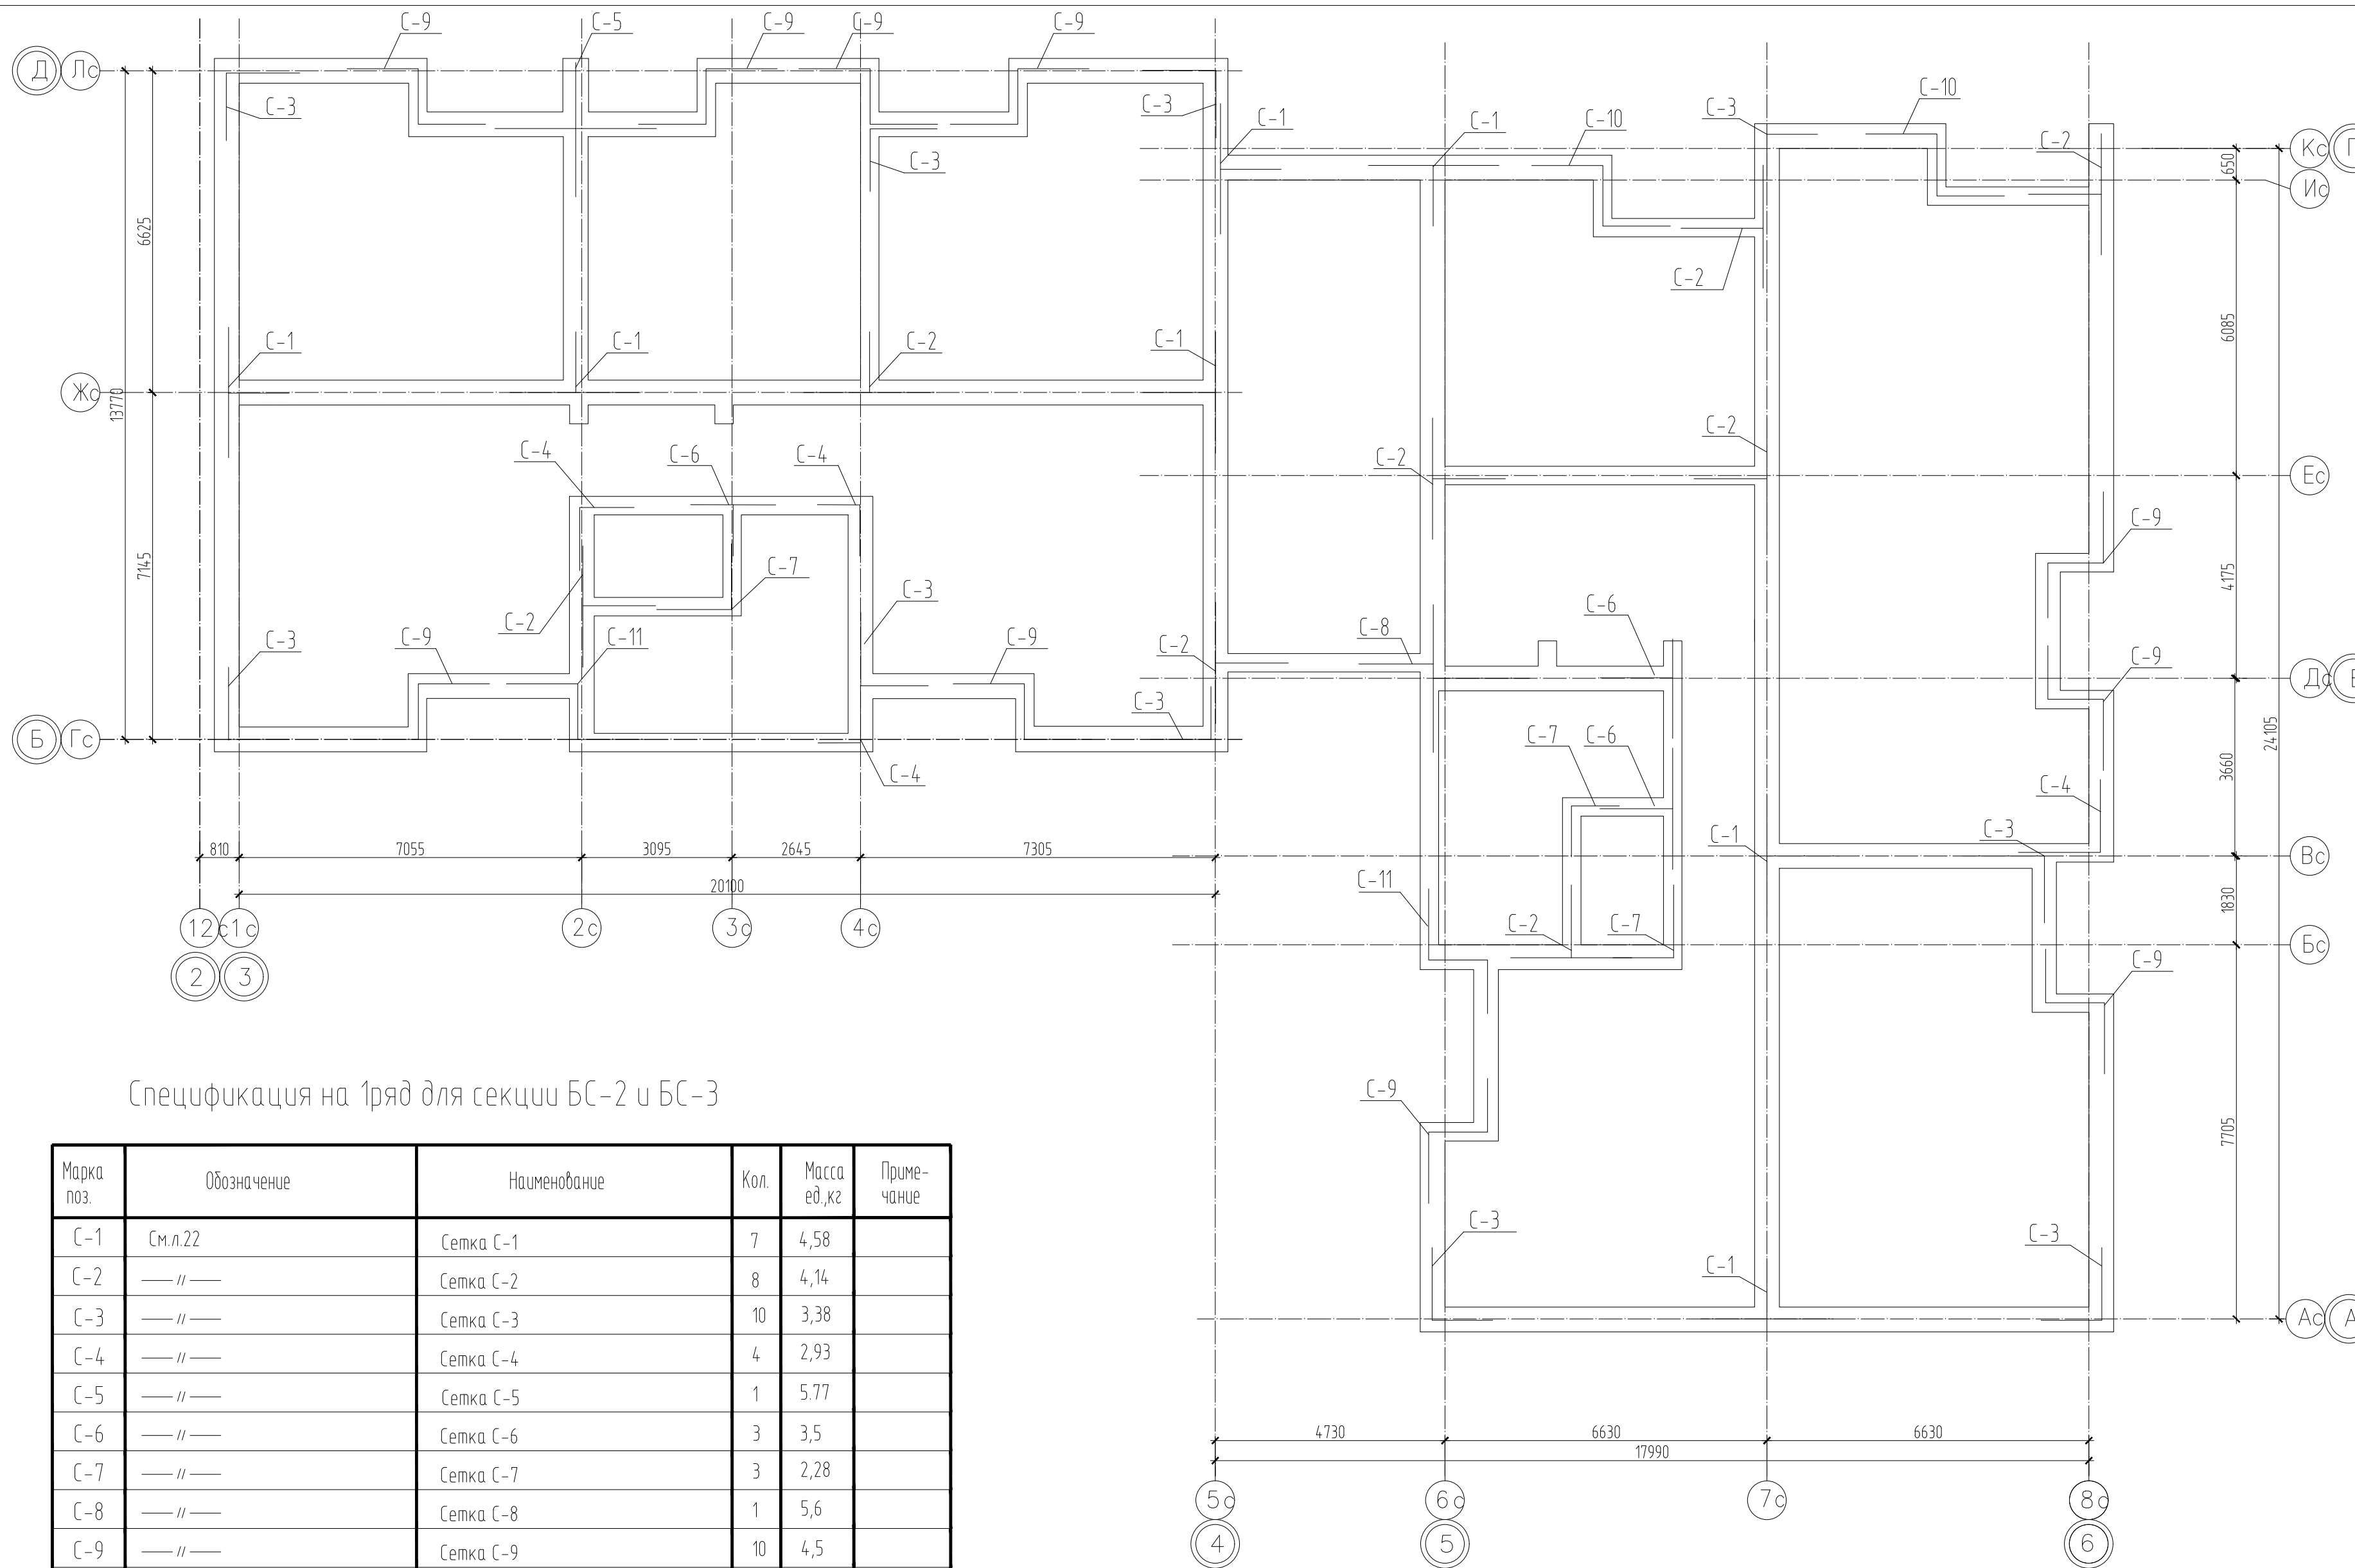 С-9
С-5
С-9
С-9
С-9
Д
Лс
С-3
С-3
С-1
С-1
С-10
С-3
С-10
С-2
Кс
650
Ис
С-3
6625
С-2
С-1
С-1
С-2
С-1
6085
Жс
13770
С-4
С-6
С-4
С-2
С-2
Ес
С-9
7145
С-7
С-3
С-6
4175
С-2
С-3
С-9
С-11
С-9
С-2
С-8
С-9
Дс
С-3
Б
Гс
С-4
С-7
С-6
24105
3660
С-4
810
7055
3095
2645
7305
С-1
С-3
Вс
20100
С-11
1830
12с
1с
2с
3с
4с
С-2
С-7
Бс
2
3
С-9
Спецификация на 1ряд для секции БС-2 и БС-3
С-9
7705
Марка поз.
Обозначение
Наименование
Кол.
Масса ед.,кг
Приме-чание
С-1 См.л.22 Сетка С-1 7 4,58
С-2 — // — Сетка С-2 8 4,14
С-3 — // — Сетка С-3 10 3,38
С-4 — // — Сетка С-4 4 2,93
С-5 — // — Сетка С-5 1 5.77
С-6 — // — Сетка С-6 3 3,5
С-7 — // — Сетка С-7 3 2,28
С-8 — // — Сетка С-8 1 5,6
С-9 — // — Сетка С-9 10 4,5
С-3
С-3
С-1
Ас
А
4730
6630
6630
17990
5с
6с
7с
8с
4
5
6